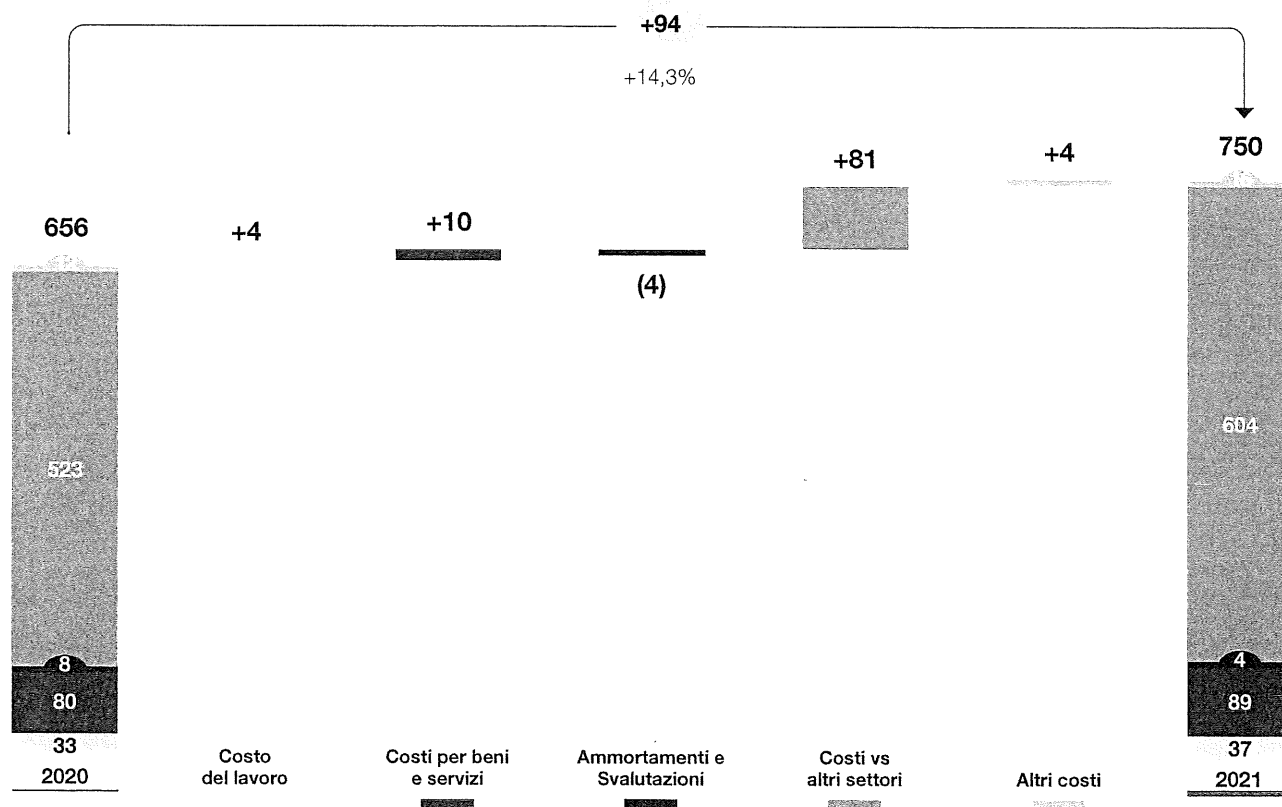 +94
+14,3%
656
+4
+10
(4)
+81
+4
750
523
8
80
33
2020
604
4
89
37
2021
Costo
del lavoro
Costi per beni
e servizi
Ammortamenti e
Svalutazioni
Costi vs
altri settori
Altri costi